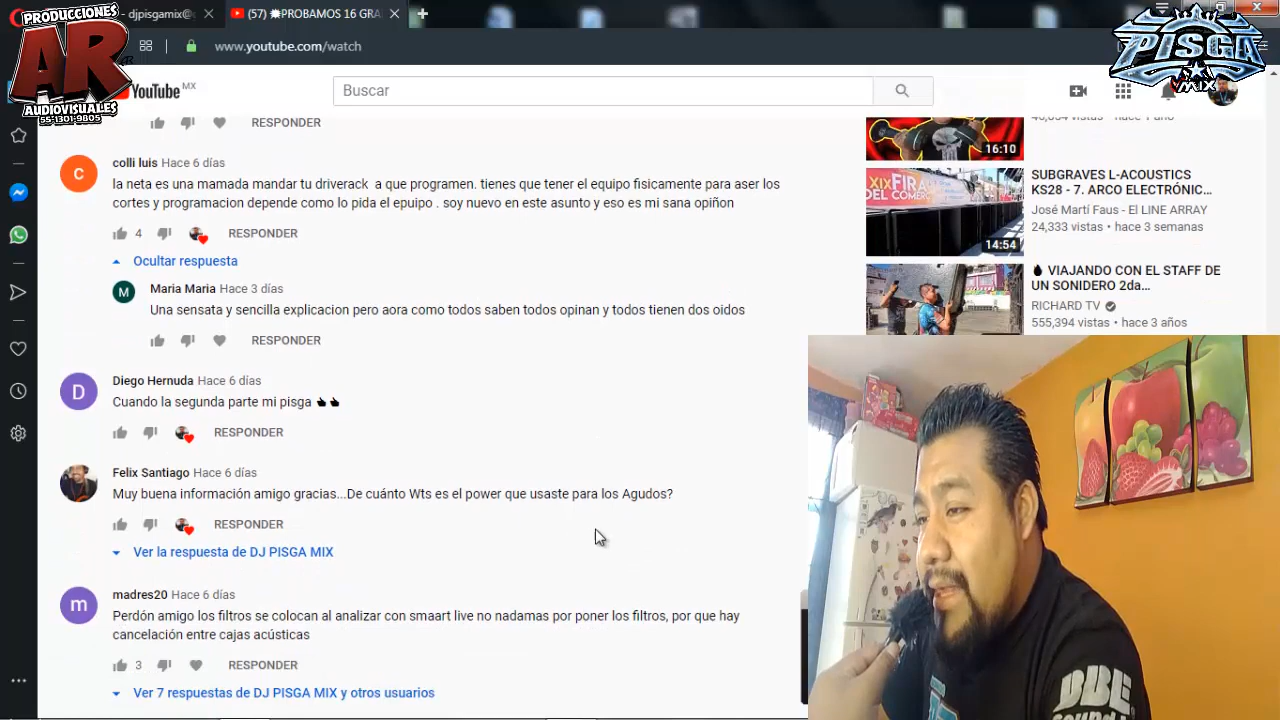 PRODUCCIONES
AR
AUDIOVISUALES
55-1301-9805
- djpisgamix@
(57) PROBAMOS 16 GRA
PISGA
MIX
www.youtube.com/watch
YouTube MX
Buscar
RESPONDER
colli luis Hace 6 días
la neta es una mamada mandar tu driverack a que programen. tienes que tener el equipo fisicamente para aser los
cortes y programacion depende como lo pida el epuipo . soy nuevo en este asunto y eso es mi sana opiñon
4 RESPONDER
Ocultar respuesta
Maria Maria Hace 3 días
Una sensata y sencilla explicacion pero aora como todos saben todos opinan y todos tienen dos oidos
RESPONDER
Diego Hernuda Hace 6 días
Cuando la segunda parte mi pisga
RESPONDER
Felix Santiago Hace 6 días
Muy buena información amigo gracias...De cuánto Wts es el power que usaste para los Agudos?
RESPONDER
Ver la respuesta de DJ PISGA MIX
madres20 Hace 6 días
Perdón amigo los filtros se colocan al analizar con smaart live no nadamas por poner los filtros, por que hay
cancelación entre cajas acústicas
3 RESPONDER
Ver 7 respuestas de DJ PISGA MIX y otros usuarios
16:10
XIX FIRA
DEL COMERÇ
14:54
SUBGRAVES L-ACOUSTICS
KS28 - 7. ARCO ELECTRÓNIC...
José Martí Faus - El LINE ARRAY
24,333 vistas • hace 3 semanas
VIAJANDO CON EL STAFF DE
UN SONIDERO 2da...
RICHARD TV
555,394 vistas • hace 3 años
BBE
sound